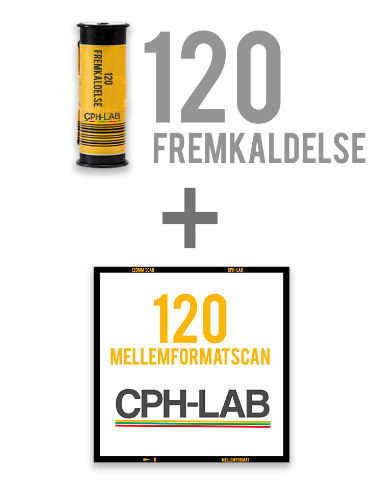 120
FREMKALDELSE
CPH-LAB
120
FREMKALDELSE
+
120MM SCAN
CPH-LAB
120
MELLEMFORMATSCAN
CPH-LAB
MELLEMFORMAT